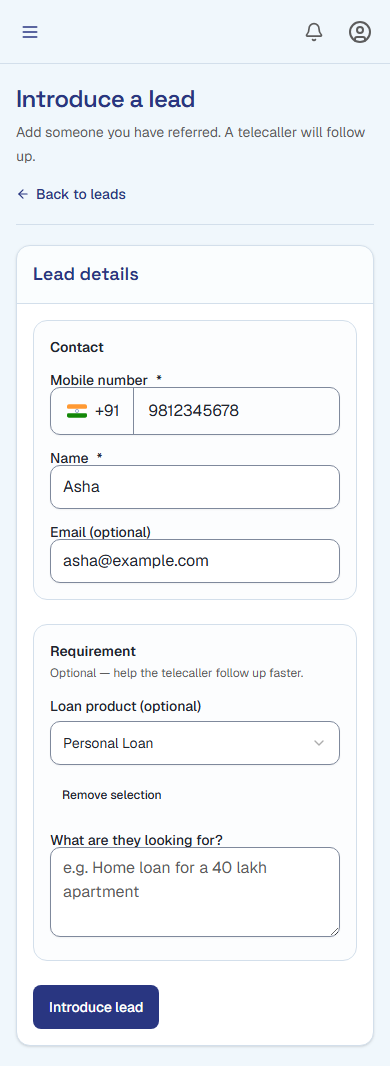 Introduce a lead
Add someone you have referred. A telecaller will follow
up.
← Back to leads
Lead details
Contact
Mobile number *
+91 9812345678
Name *
Asha
Email (optional)
asha@example.com
Requirement
Optional — help the telecaller follow up faster.
Loan product (optional)
Personal Loan
Remove selection
What are they looking for?
e.g. Home loan for a 40 lakh
apartment
Introduce lead